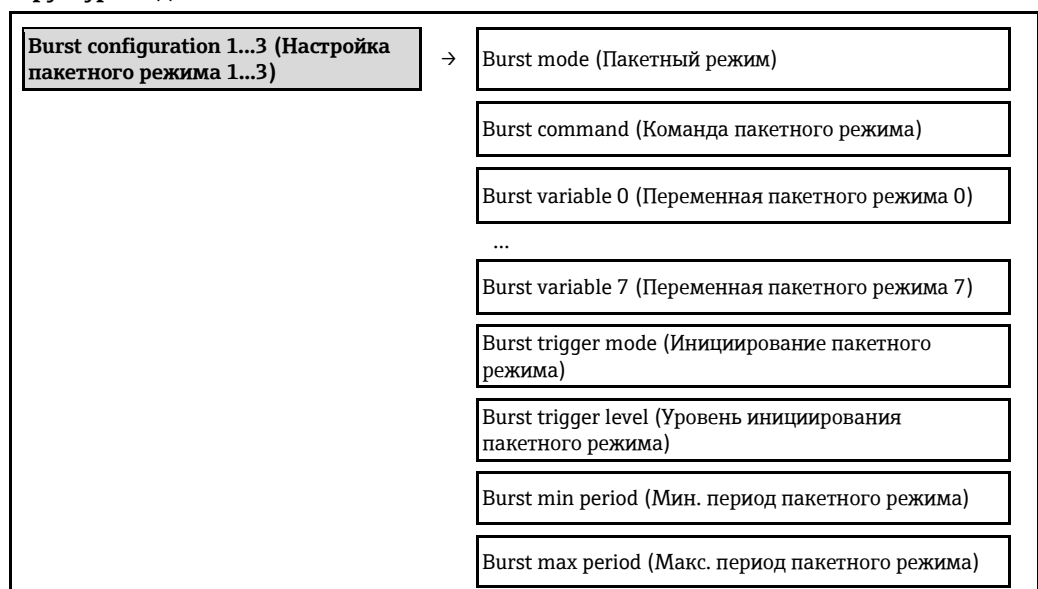 Burst configuration 1...3 (Настройка
пакетного режима 1...3)
→
Burst mode (Пакетный режим)
Burst command (Команда пакетного режима)
Burst variable 0 (Переменная пакетного режима 0)
...
Burst variable 7 (Переменная пакетного режима 7)
Burst trigger mode (Инициирование пакетного
режима)
Burst trigger level (Уровень инициирования
пакетного режима)
Burst min period (Мин. период пакетного режима)
Burst max period (Макс. период пакетного режима)